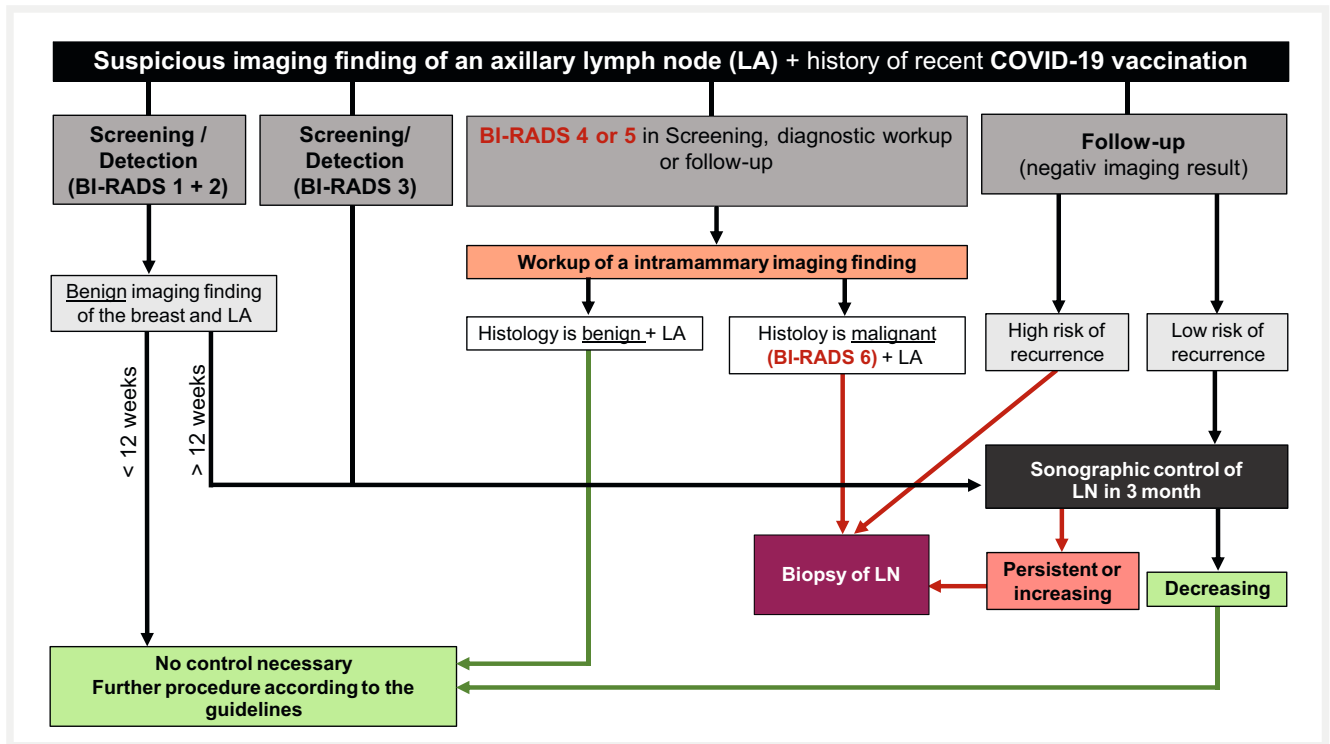 Suspicious imaging finding of an axillary lymph node (LA) + history of recent COVID-19 vaccination
Screening /
Detection
(BI-RADS 1 + 2)
Screening/
Detection
(BI-RADS 3)
BI-RADS 4 or 5 in Screening, diagnostic workup
or follow-up
Follow-up
(negativ imaging result)
Workup of a intramammary imaging finding
Benign imaging finding
of the breast and LA
Histology is benign + LA
Histoloy is malignant
(BI-RADS 6) + LA
High risk of
recurrence
Low risk of
recurrence
< 12 weeks
> 12 weeks
Sonographic control of
LN in 3 month
Biopsy of LN
Persistent or
increasing
Decreasing
No control necessary
Further procedure according to the
guidelines